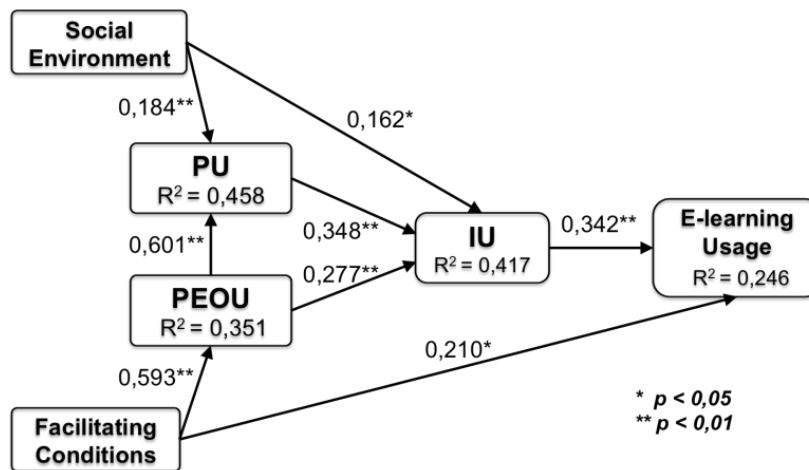 Social
Environment
0,184**
0,162*
PU
R² = 0,458
0,348**
IU
R² = 0,417
0,342**
E-learning
Usage
R² = 0,246
0,601**
0,277**
PEOU
R² = 0,351
0,593**
0,210*
Facilitating
Conditions
* p < 0,05
** p < 0,01